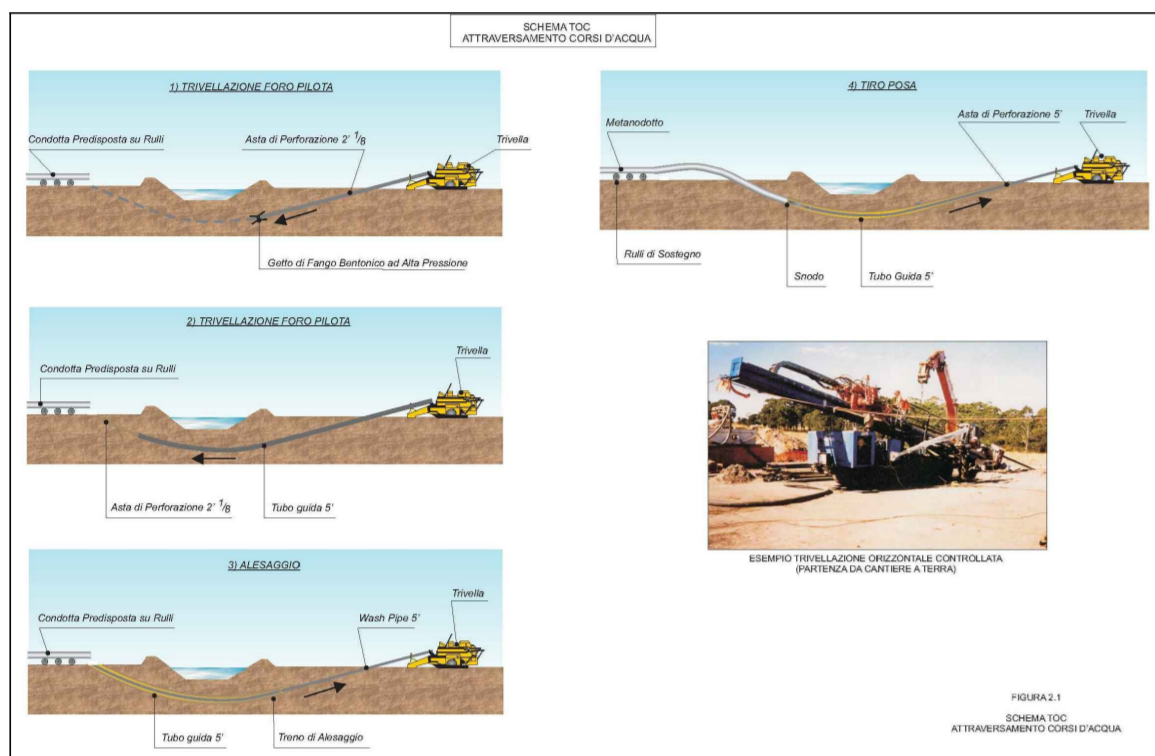 SCHEMA TOC
ATTRAVERSAMENTO CORSI D'ACQUA
1) TRIVELLAZIONE FORO PILOTA
Condotta Predisposta su Rulli
Asta di Perforazione 2' 1/8
Trivella
Getto di Fango Bentonico ad Alta Pressione
2) TRIVELLAZIONE FORO PILOTA
Condotta Predisposta su Rulli
Trivella
Asta di Perforazione 2' 1/8
Tubo guida 5'
3) ALESAGGIO
Condotta Predisposta su Rulli
Wash Pipe 5'
Trivella
Tubo guida 5'
Treno di Alesaggio
4) TIRO POSA
Metanodotto
Asta di Perforazione 5'
Trivella
Rulli di Sostegno
Snodo
Tubo Guida 5'
ESEMPIO TRIVELLAZIONE ORIZZONTALE CONTROLLATA
(PARTENZA DA CANTIERE A TERRA)
FIGURA 2.1
SCHEMA TOC
ATTRAVERSAMENTO CORSI D'ACQUA